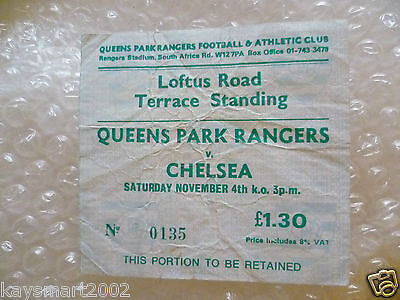 QUEENS PARK RANGERS FOOTBALL & ATHLETIC CLUB
Rangers Stadium, South Africa Rd. W12 7PA Box Office 01-743 3478
Loftus Road
Terrace Standing
QUEENS PARK RANGERS
v.
CHELSEA
SATURDAY NOVEMBER 4th k.o. 3p.m.
£1.30
Nº 0135
Price Includes 8% VAT
THIS PORTION TO BE RETAINED
kaysmart2002